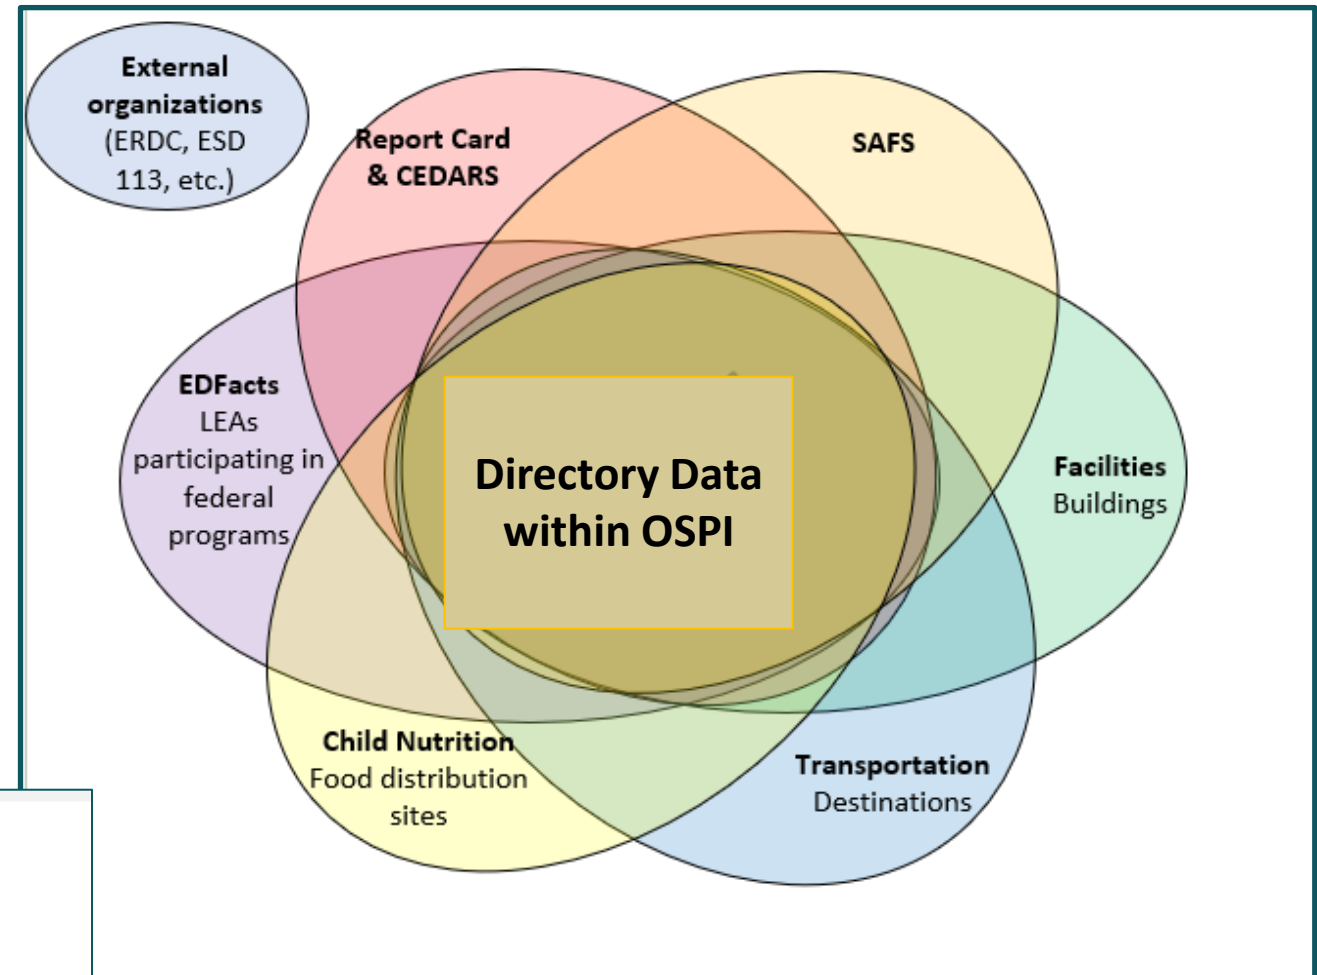 External
organizations
(ERDC, ESD
113, etc.)
Report Card
& CEDARS
SAFS
EDFacts
LEAs
participating in
federal
programs
Directory Data
within OSPI
Facilities
Buildings
Child Nutrition
Food distribution
sites
Transportation
Destinations